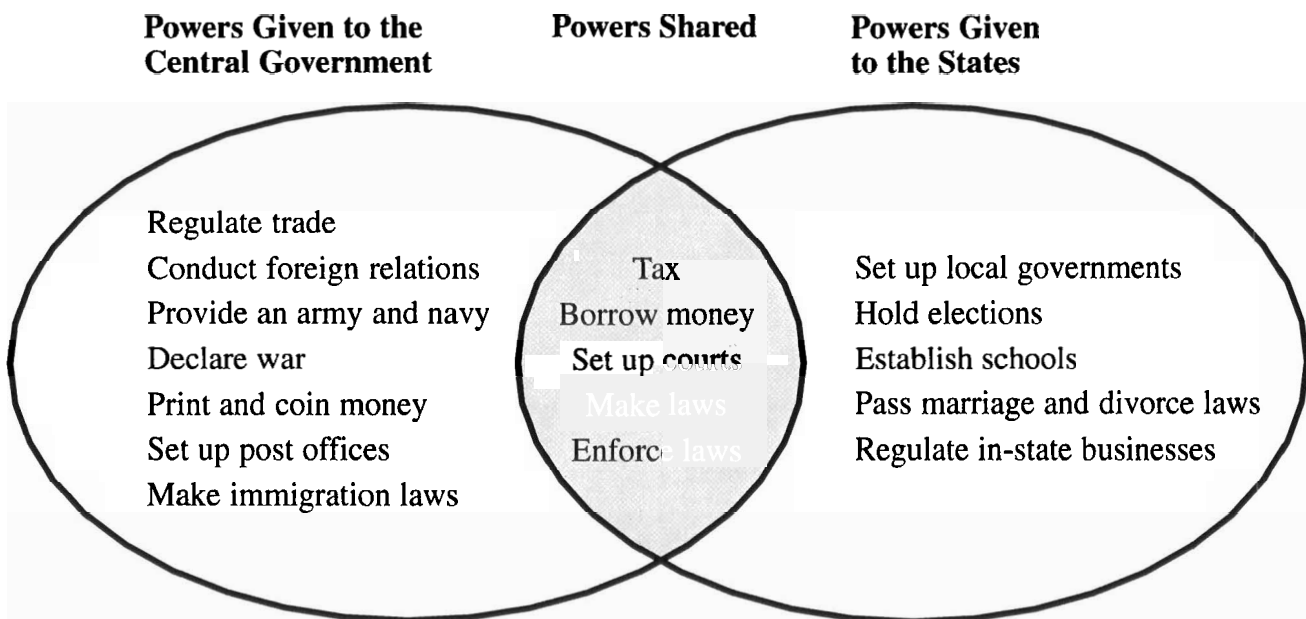 Powers Given to the
Central Government
Powers Shared
Powers Given
to the States
Regulate trade
Conduct foreign relations
Provide an army and navy
Declare war
Print and coin money
Set up post offices
Make immigration laws
Tax
Borrow money
Set up courts
Make laws
Enforce laws
Set up local governments
Hold elections
Establish schools
Pass marriage and divorce laws
Regulate in-state businesses